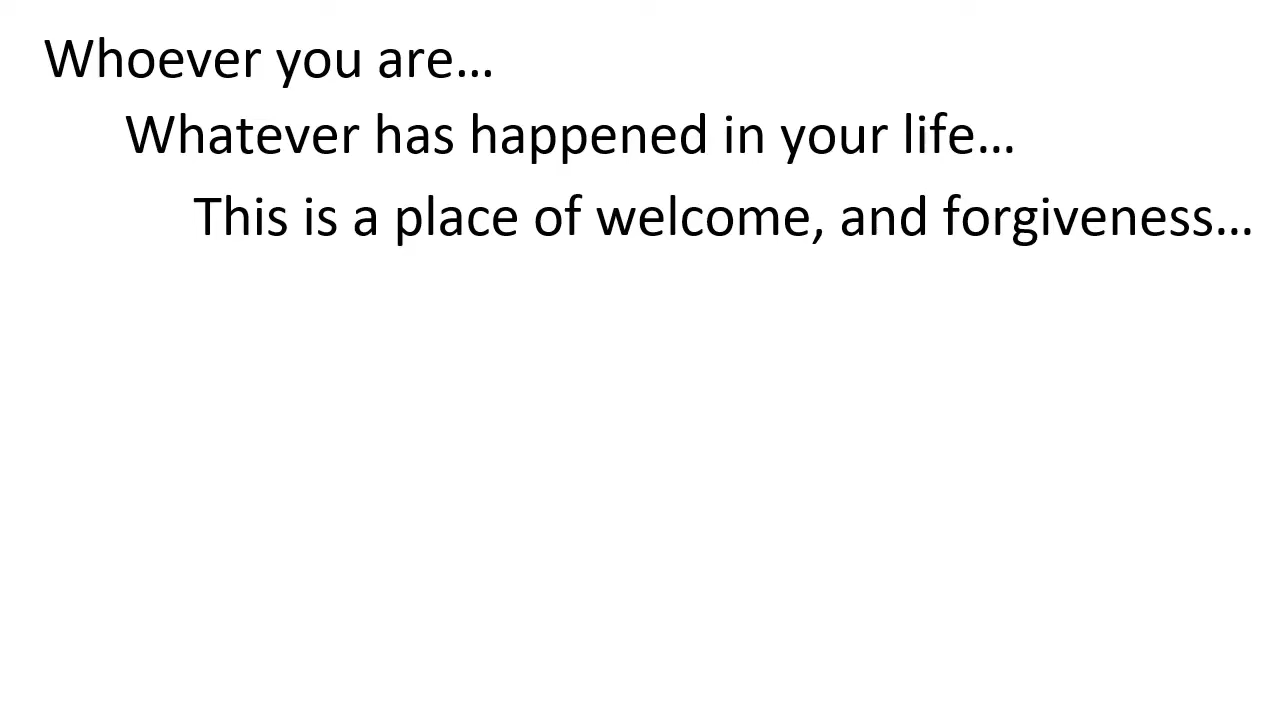 Whoever you are…
Whatever has happened in your life…
This is a place of welcome, and forgiveness…